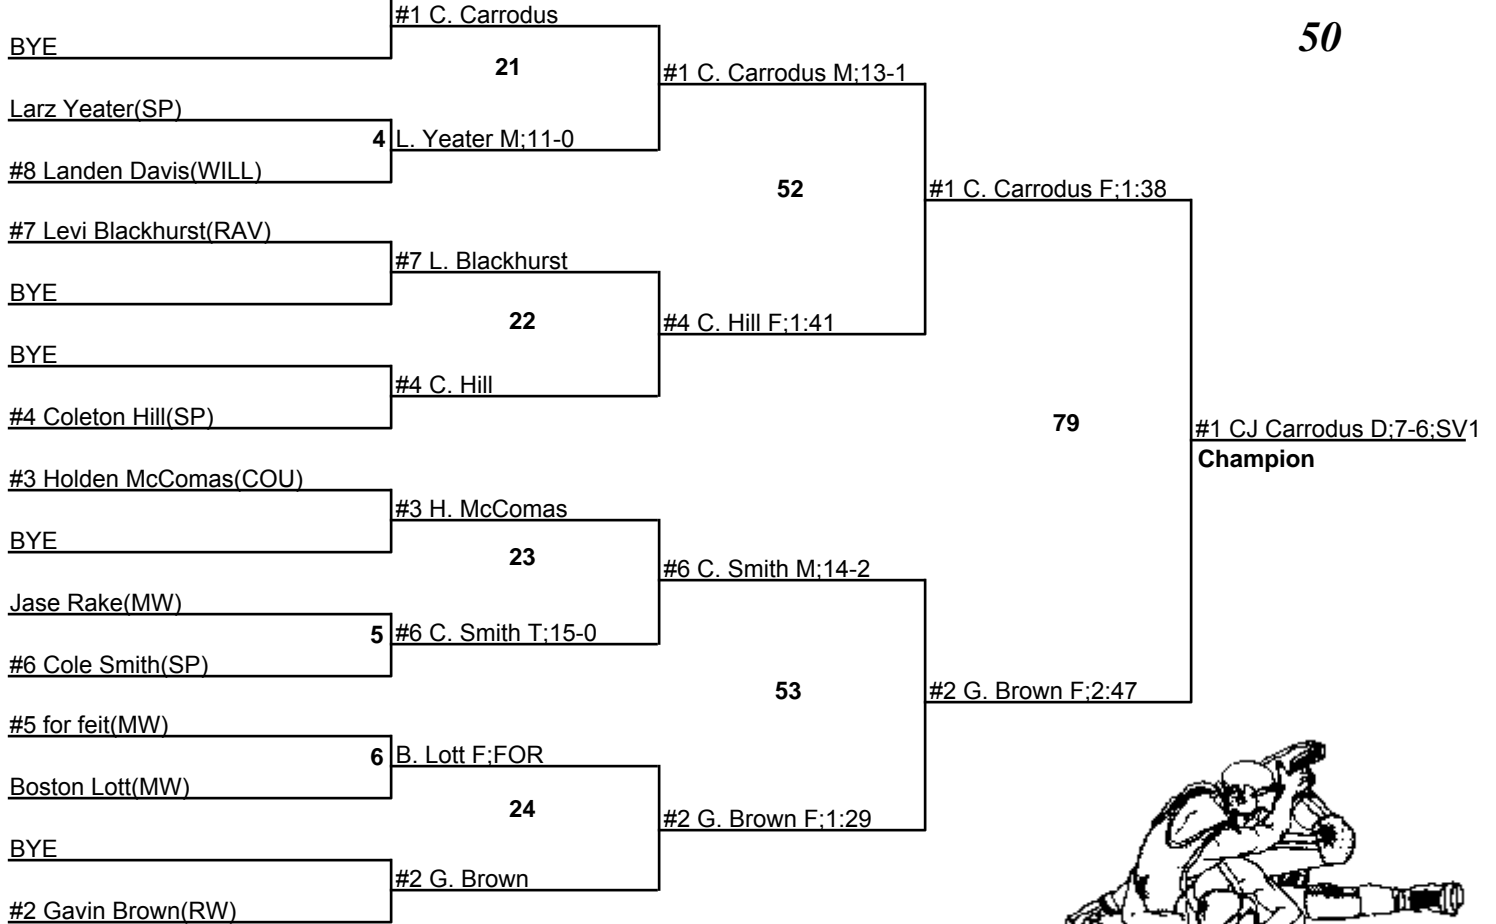 50
BYE
Larz Yeater(SP)
#8 Landen Davis(WILL)
#7 Levi Blackhurst(RAV)
BYE
BYE
#4 Coleton Hill(SP)
#3 Holden McComas(COU)
BYE
Jase Rake(MW)
#6 Cole Smith(SP)
#5 for feit(MW)
Boston Lott(MW)
BYE
#2 Gavin Brown(RW)
4
5
6
#1 C. Carrodus
L. Yeater M;11-0
#7 L. Blackhurst
#4 C. Hill
#3 H. McComas
#6 C. Smith T;15-0
B. Lott F;FOR
#2 G. Brown
21
22
23
24
#1 C. Carrodus M;13-1
#4 C. Hill F;1:41
#6 C. Smith M;14-2
#2 G. Brown F;1:29
52
53
#1 C. Carrodus F;1:38
#2 G. Brown F;2:47
79
#1 CJ Carrodus D;7-6;SV1
Champion